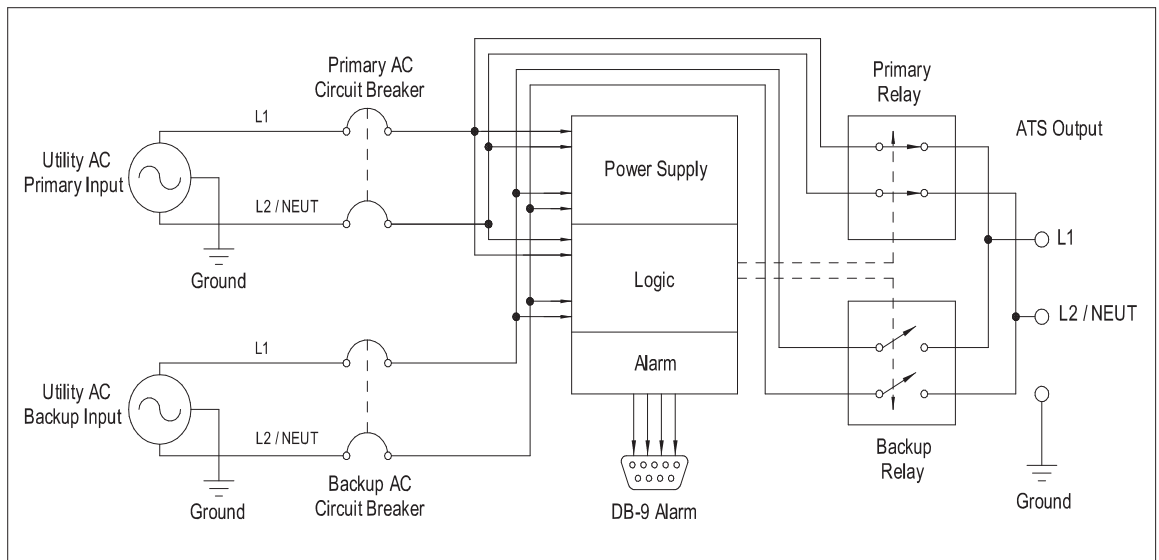 Primary AC
Circuit Breaker
L1
Utility AC
Primary Input
L2 / NEUT
Ground
Power Supply
Logic
Alarm
Primary
Relay
ATS Output
L1
L2 / NEUT
L1
Utility AC
Backup Input
L2 / NEUT
Ground
Backup AC
Circuit Breaker
DB-9 Alarm
Backup
Relay
Ground